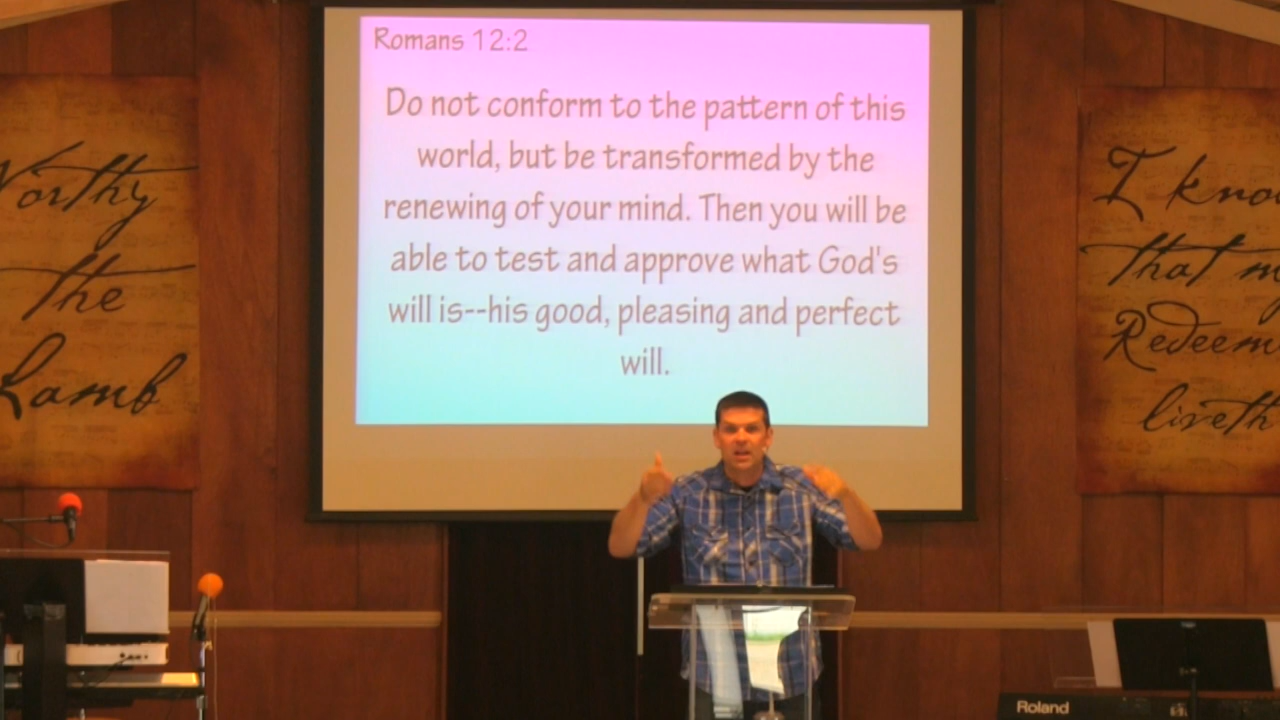 Romans 12:2
Do not conform to the pattern of this
world, but be transformed by the
renewing of your mind. Then you will be
able to test and approve what God's
will is--his good, pleasing and perfect
will.
Worthy
the
Lamb
I know
that my
Redeem
liveth
Roland